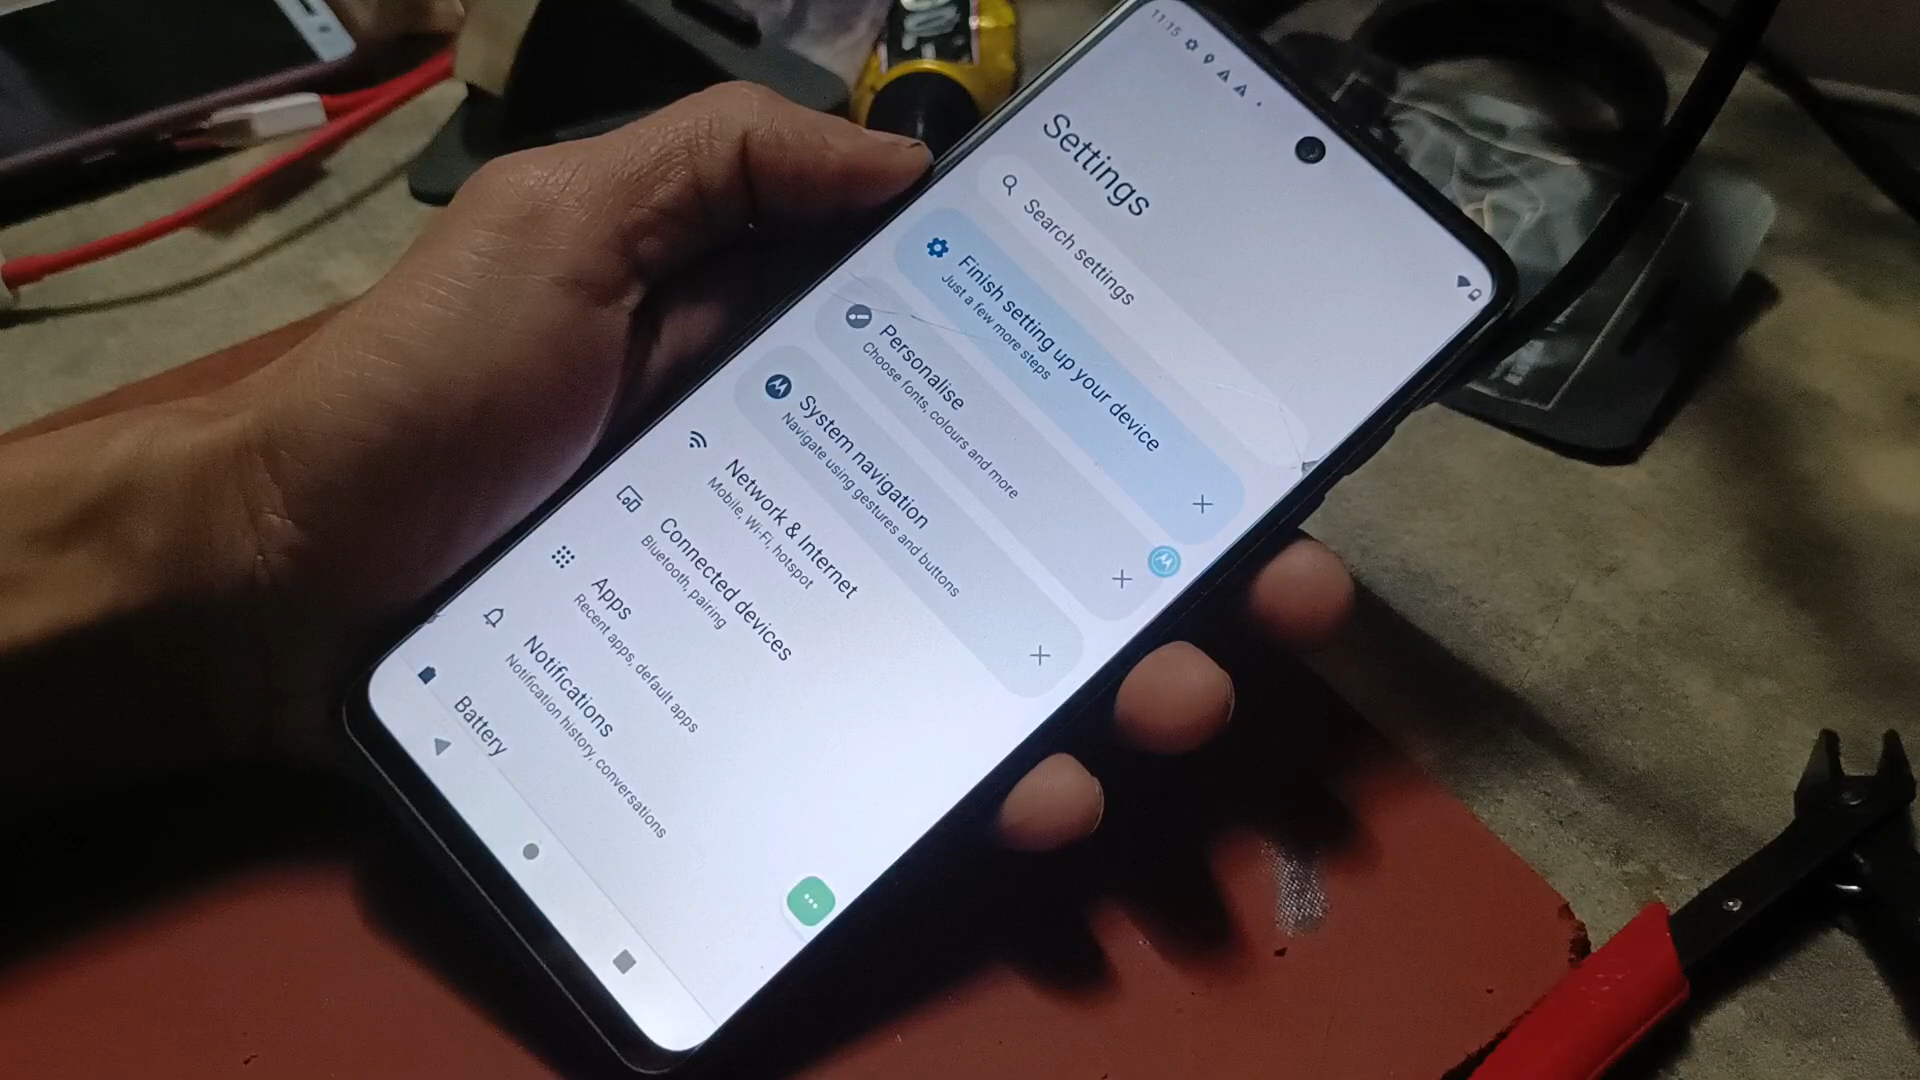 11:15
Settings
Search settings
Finish setting up your device
Just a few more steps
Personalise
Choose fonts, colours and more
System navigation
Navigate using gestures and buttons
Network & Internet
Mobile, Wi-Fi, hotspot
Connected devices
Bluetooth, pairing
Apps
Recent apps, default apps
Notifications
Notification history, conversations
Battery